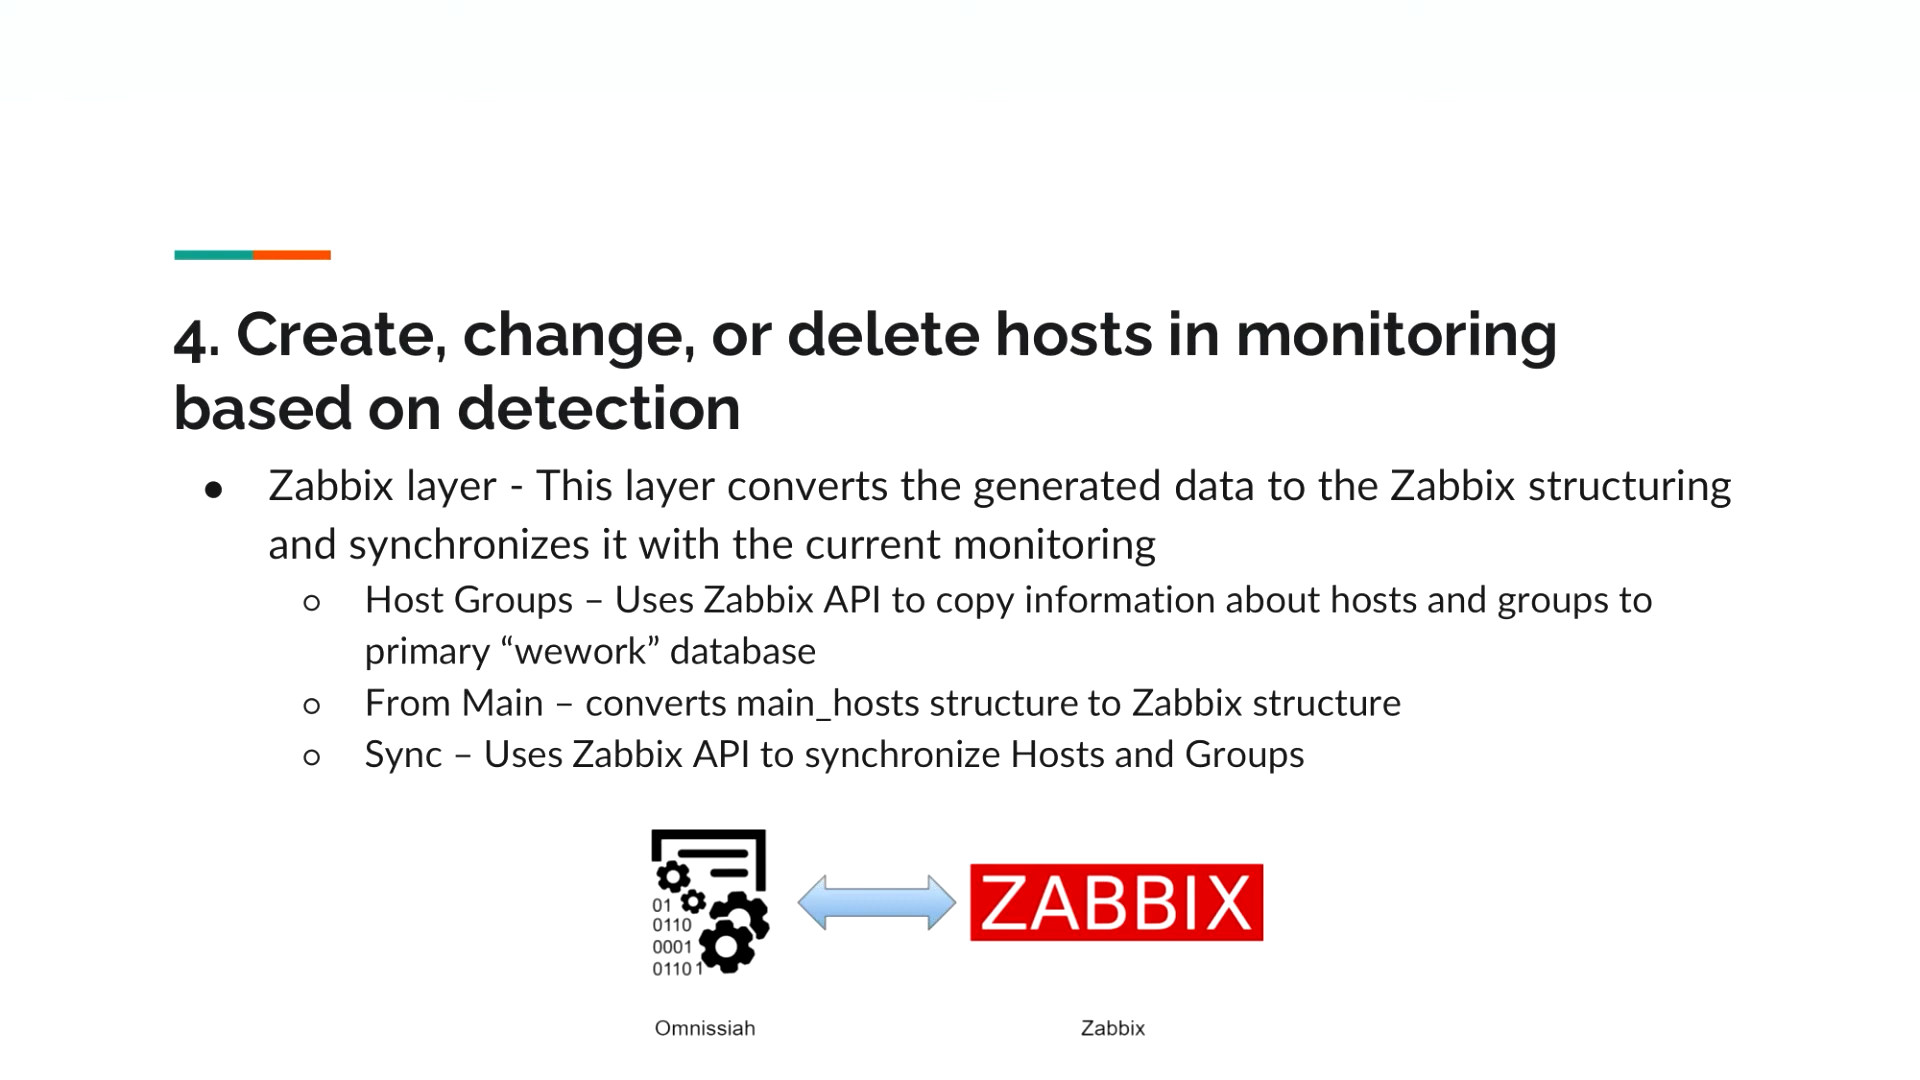 4. Create, change, or delete hosts in monitoring
based on detection
● Zabbix layer - This layer converts the generated data to the Zabbix structuring
and synchronizes it with the current monitoring
○ Host Groups – Uses Zabbix API to copy information about hosts and groups to
primary “wework” database
○ From Main – converts main_hosts structure to Zabbix structure
○ Sync – Uses Zabbix API to synchronize Hosts and Groups
01
0110
0001
01101
ZABBIX
Omnissiah
Zabbix